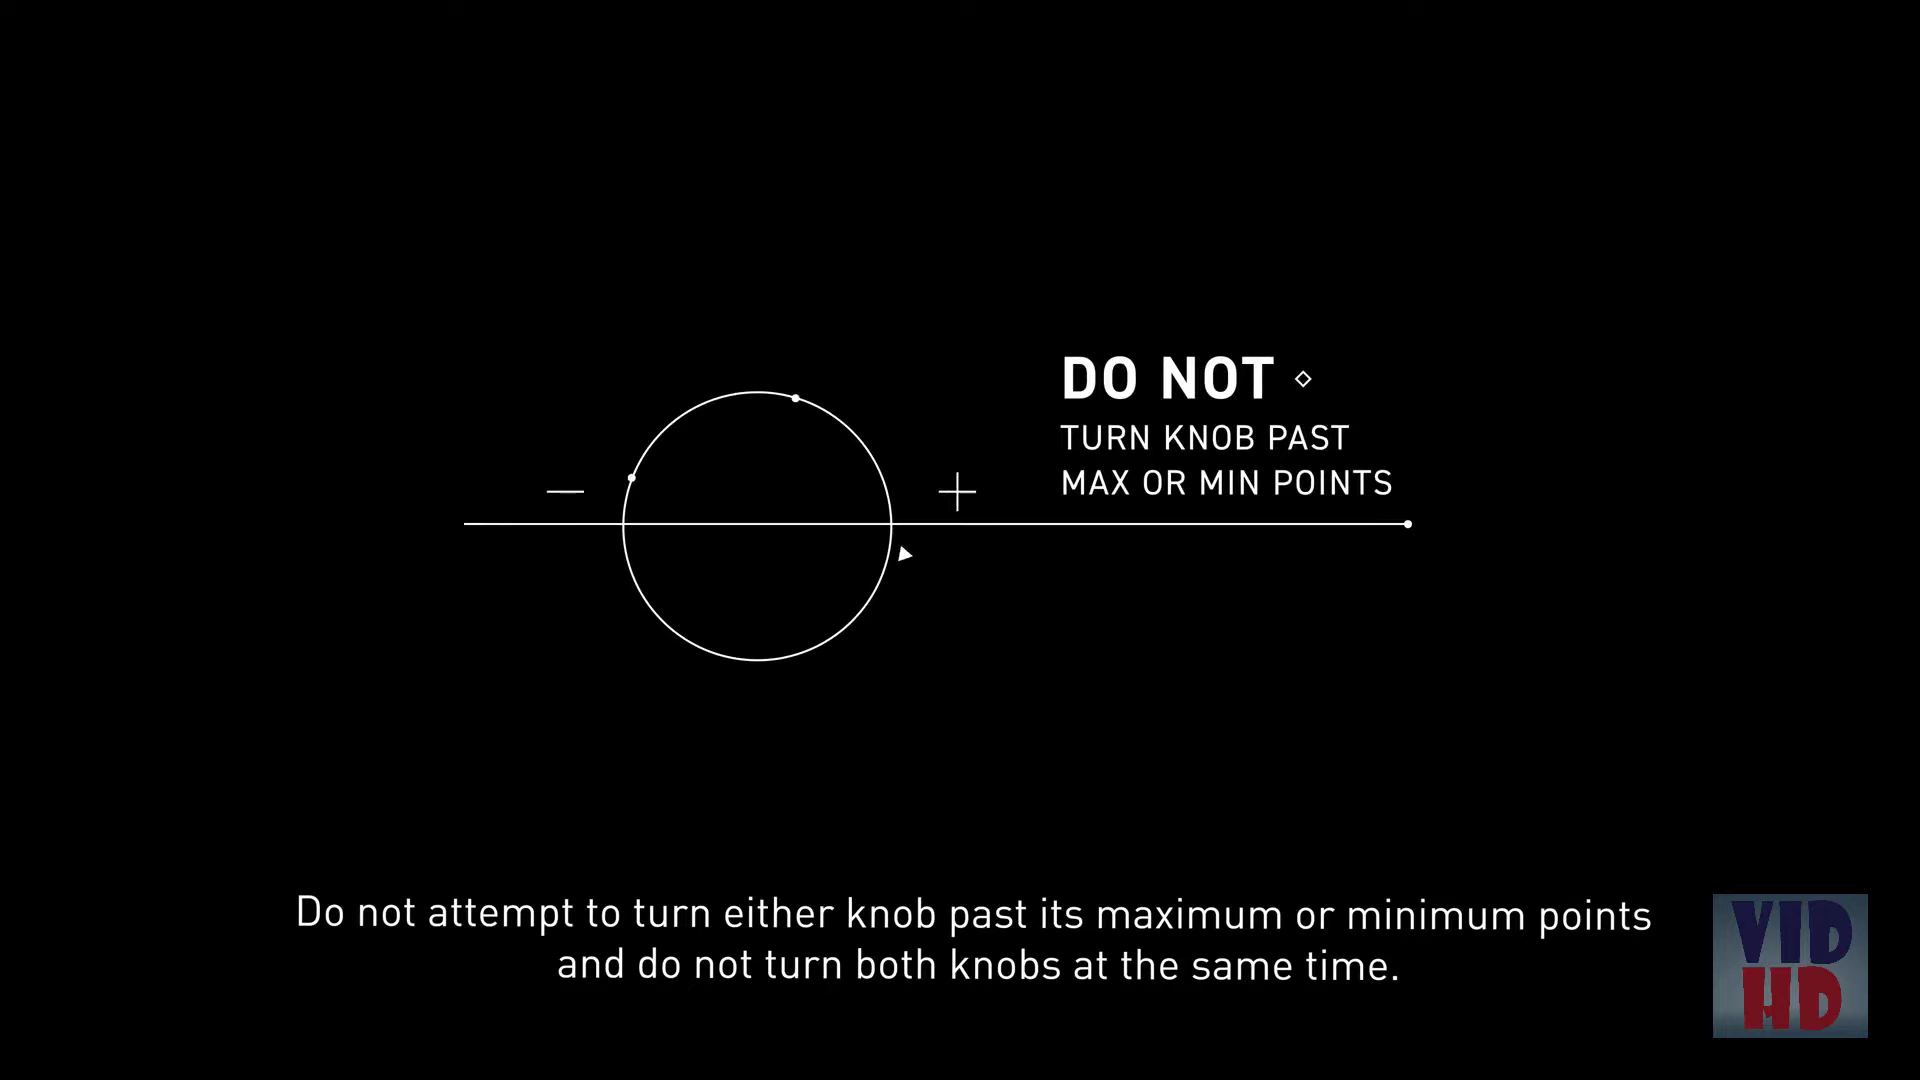 DO NOT
TURN KNOB PAST
MAX OR MIN POINTS
Do not attempt to turn either knob past its maximum or minimum points
and do not turn both knobs at the same time.
VID
HD